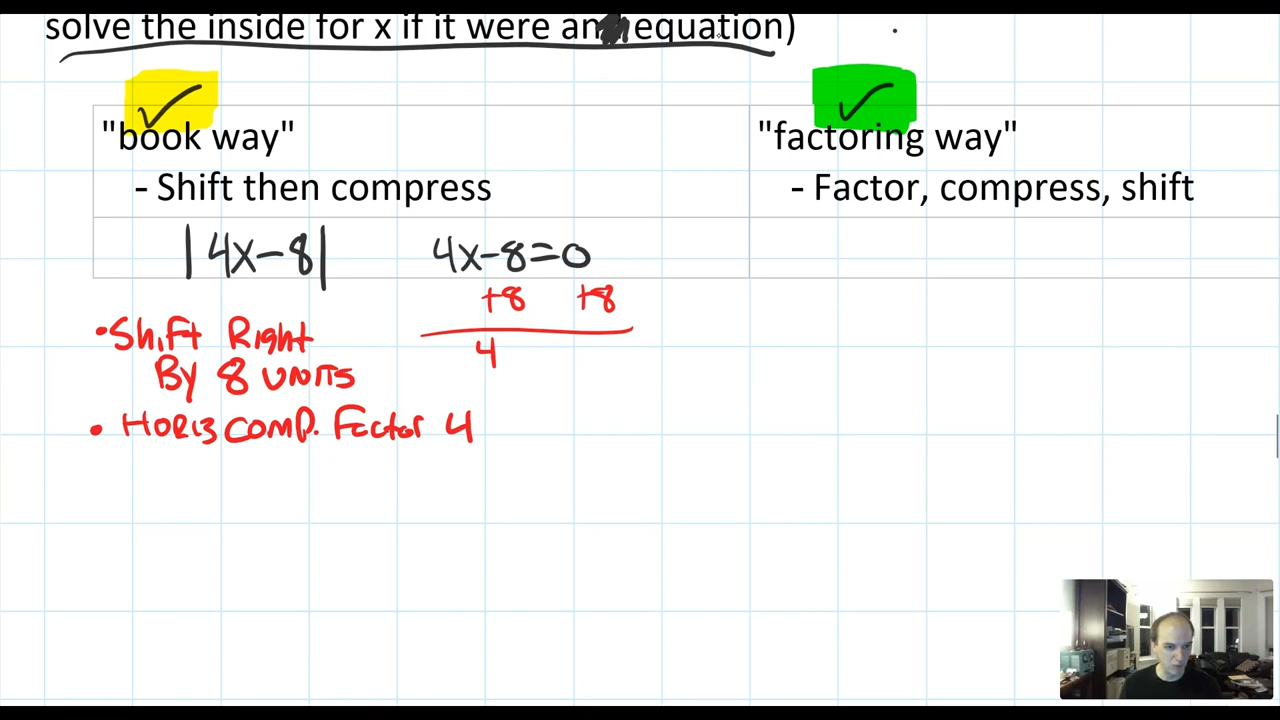 solve the inside for x if it were an equation)
"book way"
- Shift then compress
"factoring way"
- Factor, compress, shift
|4x-8|
4x-8=0
+8 +8
4
•Shift Right
By 8 UNITS
• HORIZ COMP. Factor 4